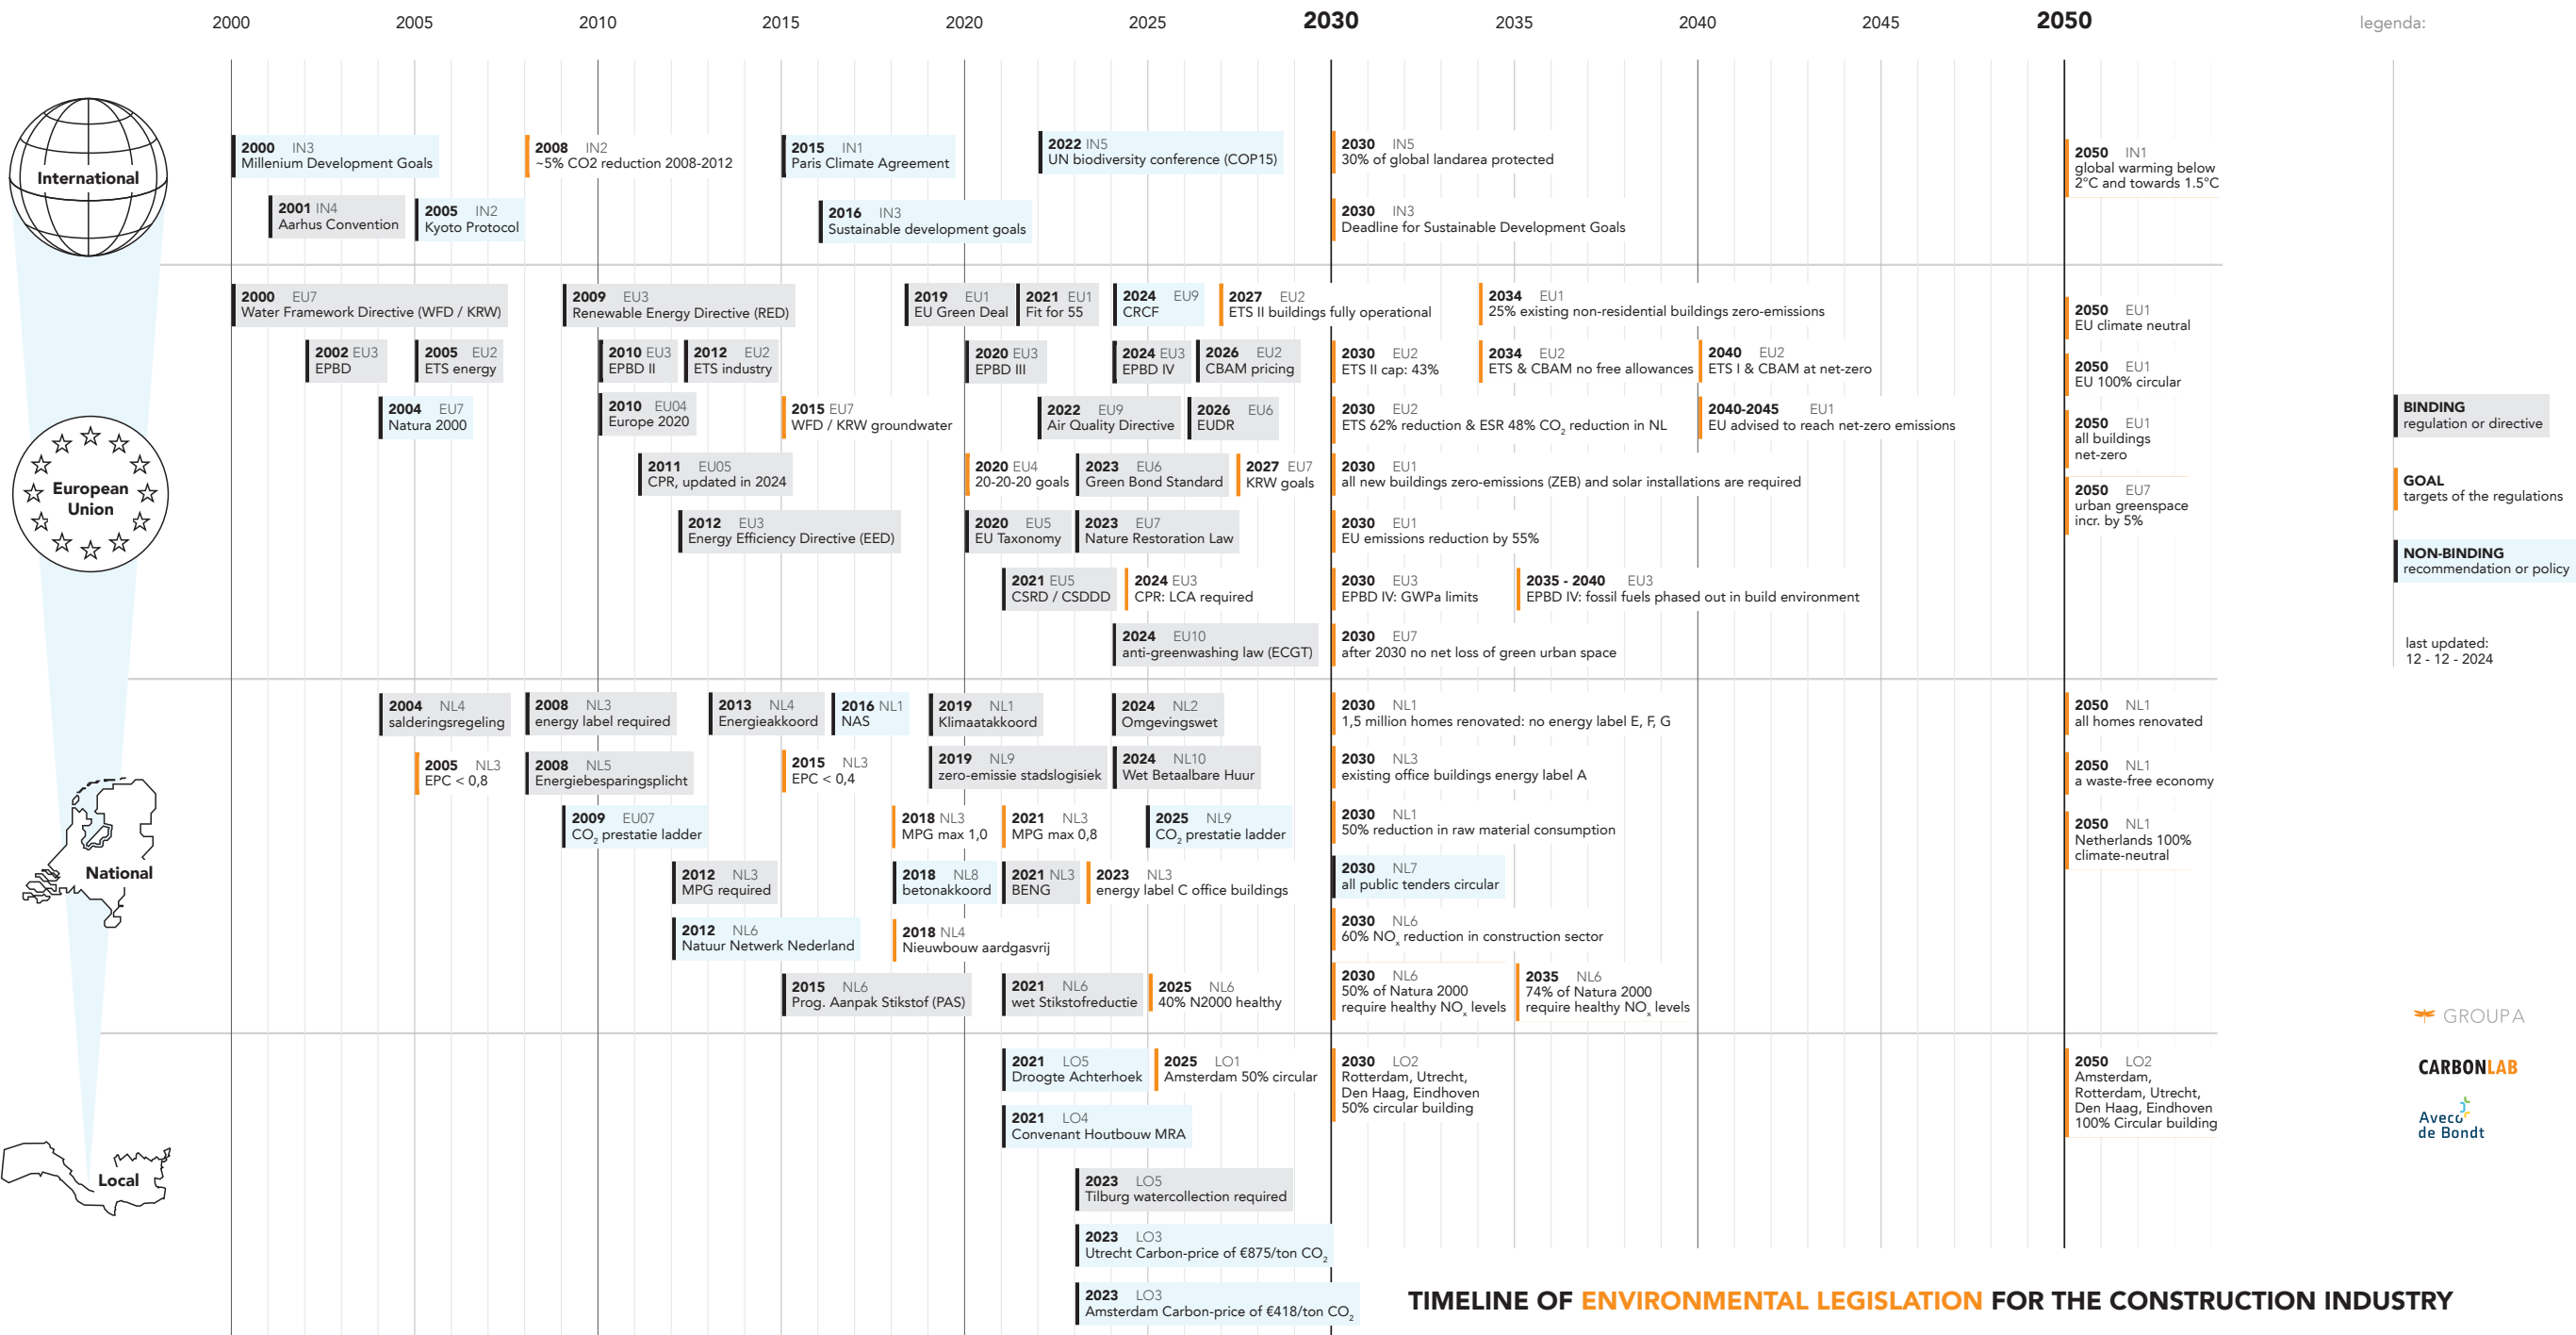 2000 2005 2010 2015 2020 2025 2030 2035 2040 2045 2050 legenda:
International
2000 IN3
Millenium Development Goals
2008 IN2
~5% CO2 reduction 2008-2012
2015 IN1
Paris Climate Agreement
2022 IN5
UN biodiversity conference (COP15)
2030 IN5
30% of global landarea protected
2050 IN1
global warming below
2°C and towards 1.5°C
2001 IN4
Aarhus Convention
2005 IN2
Kyoto Protocol
2016 IN3
Sustainable development goals
2030 IN3
Deadline for Sustainable Development Goals
European
Union
2000 EU7
Water Framework Directive (WFD / KRW)
2009 EU3
Renewable Energy Directive (RED)
2019 EU1
EU Green Deal
2021 EU1
Fit for 55
2024 EU9
CRCF
2027 EU2
ETS II buildings fully operational
2034 EU1
25% existing non-residential buildings zero-emissions
2050 EU1
EU climate neutral
2002 EU3
EPBD
2005 EU2
ETS energy
2010 EU3
EPBD II
2012 EU2
ETS industry
2020 EU3
EPBD III
2024 EU3
EPBD IV
2026 EU2
CBAM pricing
2030 EU2
ETS II cap: 43%
2034 EU2
ETS & CBAM no free allowances
2040 EU2
ETS I & CBAM at net-zero
2050 EU1
EU 100% circular
2004 EU7
Natura 2000
2010 EU04
Europe 2020
2015 EU7
WFD / KRW groundwater
2022 EU9
Air Quality Directive
2026 EU6
EUDR
2030 EU2
ETS 62% reduction & ESR 48% CO2 reduction in NL
2040-2045 EU1
EU advised to reach net-zero emissions
2050 EU1
all buildings
net-zero
2011 EU05
CPR, updated in 2024
2020 EU4
20-20-20 goals
2023 EU6
Green Bond Standard
2027 EU7
KRW goals
2030 EU1
all new buildings zero-emissions (ZEB) and solar installations are required
2050 EU7
urban greenspace
incr. by 5%
2012 EU3
Energy Efficiency Directive (EED)
2020 EU5
EU Taxonomy
2023 EU7
Nature Restoration Law
2030 EU1
EU emissions reduction by 55%
2021 EU5
CSRD / CSDDD
2024 EU3
CPR: LCA required
2030 EU3
EPBD IV: GWPa limits
2035 - 2040 EU3
EPBD IV: fossil fuels phased out in build environment
2024 EU10
anti-greenwashing law (ECGT)
2030 EU7
after 2030 no net loss of green urban space
BINDING
regulation or directive
GOAL
targets of the regulations
NON-BINDING
recommendation or policy
last updated:
12 - 12 - 2024
National
2004 NL4
salderingsregeling
2008 NL3
energy label required
2013 NL4
Energieakkoord
2016 NL1
NAS
2019 NL1
Klimaatakkoord
2024 NL2
Omgevingswet
2030 NL1
1,5 million homes renovated: no energy label E, F, G
2050 NL1
all homes renovated
2005 NL3
EPC < 0,8
2008 NL5
Energiebesparingsplicht
2015 NL3
EPC < 0,4
2019 NL9
zero-emissie stadslogisiek
2024 NL10
Wet Betaalbare Huur
2030 NL3
existing office buildings energy label A
2050 NL1
a waste-free economy
2009 EU07
CO2 prestatie ladder
2018 NL3
MPG max 1,0
2021 NL3
MPG max 0,8
2025 NL9
CO2 prestatie ladder
2030 NL1
50% reduction in raw material consumption
2050 NL1
Netherlands 100%
climate-neutral
2012 NL3
MPG required
2018 NL8
betonakkoord
2021 NL3
BENG
2023 NL3
energy label C office buildings
2030 NL7
all public tenders circular
2012 NL6
Natuur Netwerk Nederland
2018 NL4
Nieuwbouw aardgasvrij
2030 NL6
60% NOx reduction in construction sector
2015 NL6
Prog. Aanpak Stikstof (PAS)
2021 NL6
wet Stikstofreductie
2025 NL6
40% N2000 healthy
2030 NL6
50% of Natura 2000
require healthy NOx levels
2035 NL6
74% of Natura 2000
require healthy NOx levels
GROUPA
CARBONLAB
Aveco
de Bondt
Local
2021 LO5
Droogte Achterhoek
2025 LO1
Amsterdam 50% circular
2030 LO2
Rotterdam, Utrecht,
Den Haag, Eindhoven
50% circular building
2050 LO2
Amsterdam,
Rotterdam, Utrecht,
Den Haag, Eindhoven
100% Circular building
2021 LO4
Convenant Houtbouw MRA
2023 LO5
Tilburg watercollection required
2023 LO3
Utrecht Carbon-price of €875/ton CO2
2023 LO3
Amsterdam Carbon-price of €418/ton CO2
TIMELINE OF ENVIRONMENTAL LEGISLATION FOR THE CONSTRUCTION INDUSTRY